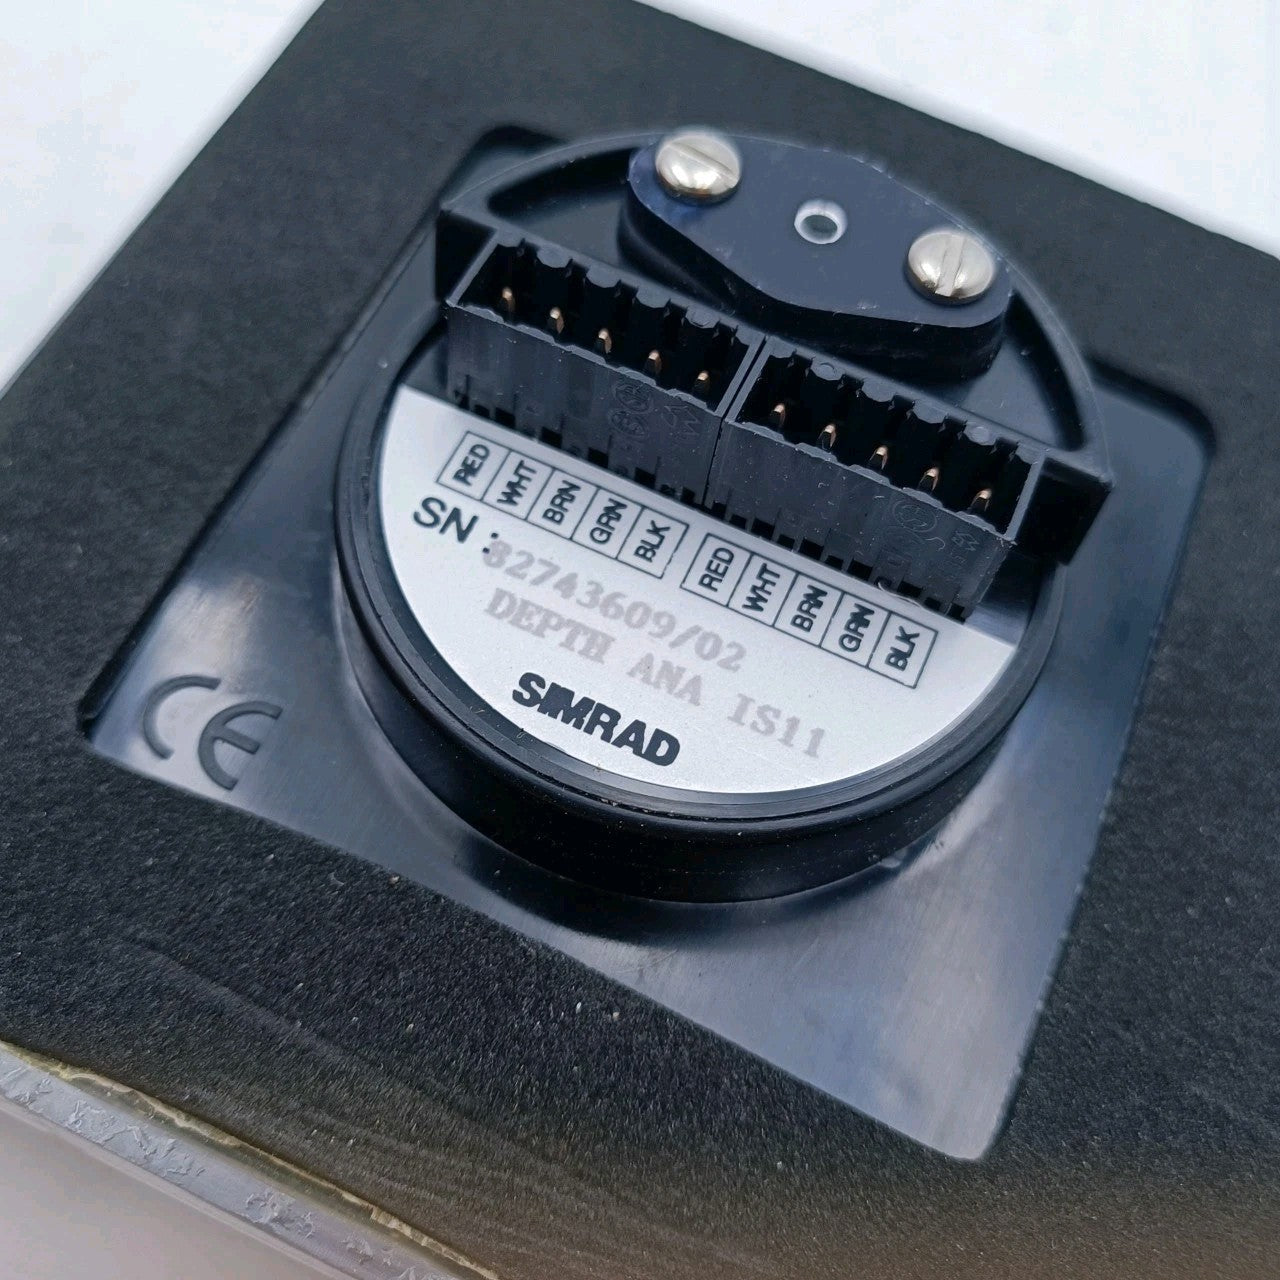 RED WHT BRN GRN BLK RED WHT BRN GRN BLK
SN : 82743609/02
DEPTH ANA IS11
SIMRAD
CE